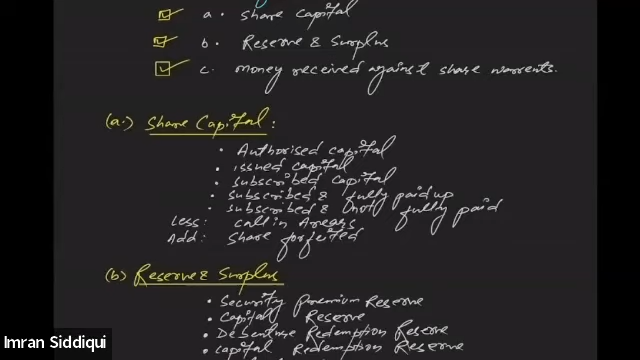 a. Share Capital
b. Reserve & Surplus
c. money received against share warrents.
(a.) Share Capital:
• Authorised capital
• issued capital
• subscribed capital
• subscribed & fully paid up
• subscribed & not fully paid
Less: call in Arears
Add: share forfeited
(b) Reserve & Surplus
• Security premium Reserve
• Capital Reserve
• Debenture Redemption Reserve
• Capital Redemption Reserve
Imran Siddiqui